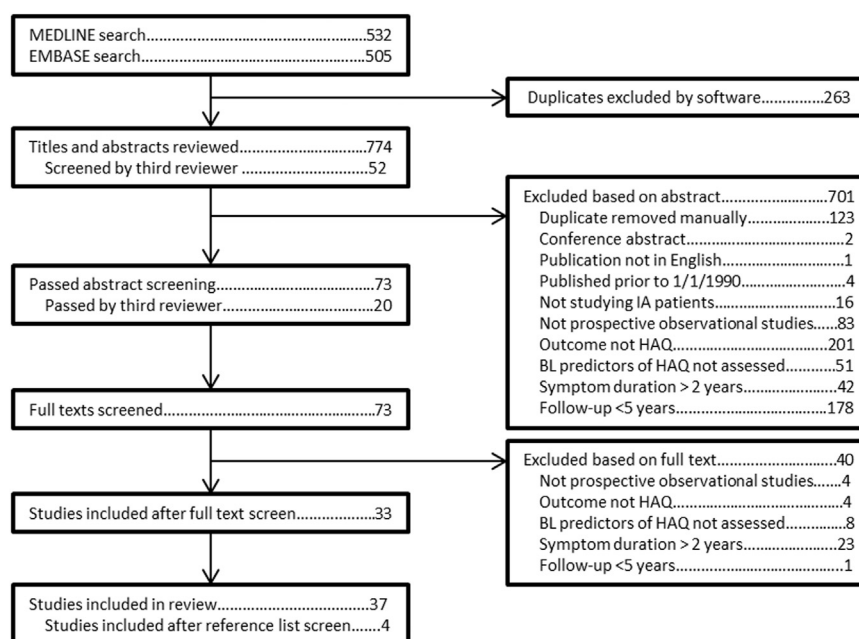 MEDLINE search.......................................................532
EMBASE search.......................................................505
Duplicates excluded by software...............263
Titles and abstracts reviewed...............................774
Screened by third reviewer ...............................52
Excluded based on abstract..........................701
Duplicate removed manually....................123
Conference abstract.......................................2
Publication not in English..............................1
Published prior to 1/1/1990..........................4
Not studying IA patients..............................16
Not prospective observational studies......83
Outcome not HAQ.....................................201
BL predictors of HAQ not assessed............51
Symptom duration > 2 years.......................42
Follow-up <5 years.....................................178
Passed abstract screening.......................................73
Passed by third reviewer.....................................20
Full texts screened....................................................73
Excluded based on full text.............................40
Not prospective observational studies......4
Outcome not HAQ.........................................4
BL predictors of HAQ not assessed..............8
Symptom duration > 2 years.......................23
Follow-up <5 years.........................................1
Studies included after full text screen...................33
Studies included in review.....................................37
Studies included after reference list screen.......4